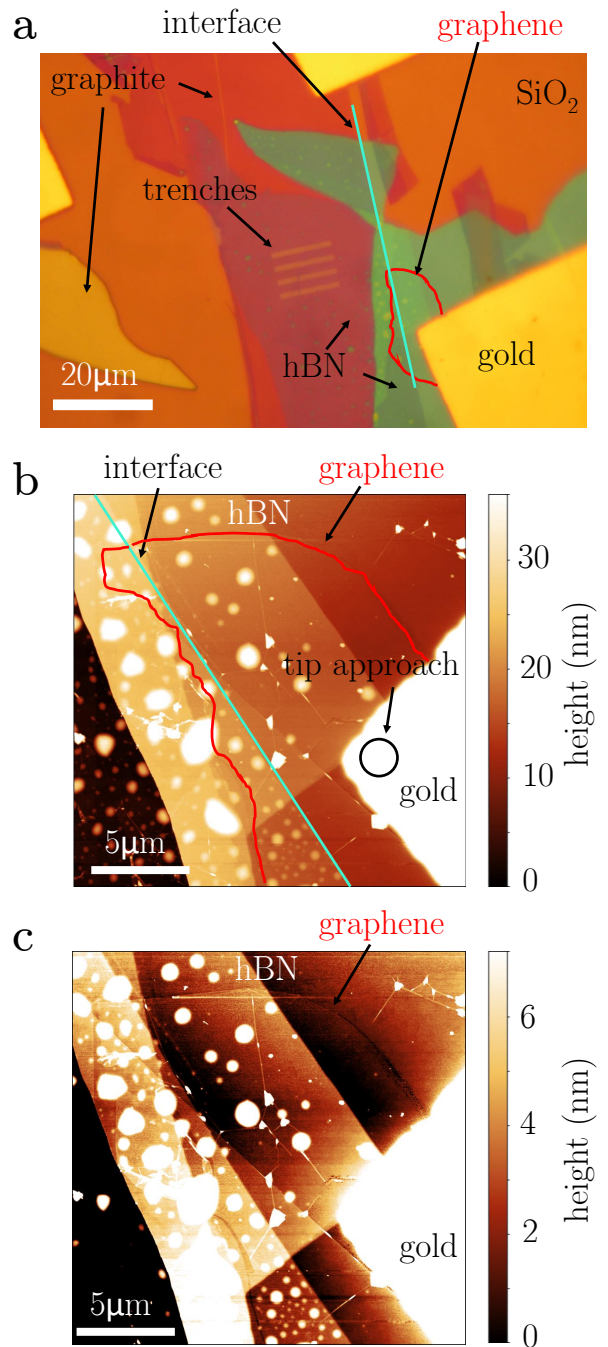 a
interface
graphene
graphite
SiO₂
trenches
hBN
gold
20μm
b
interface
graphene
hBN
tip approach
gold
5μm
30
20
10
0
height (nm)
c
graphene
hBN
gold
5μm
6
4
2
0
height (nm)